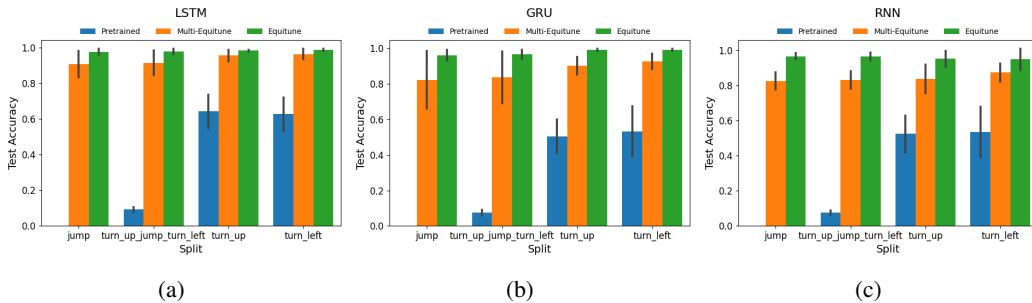 LSTM
Pretrained Multi-Equitune Equitune
Test Accuracy
1.0
0.8
0.6
0.4
0.2
0.0
jump turn_up_jump_turn_left turn_up turn_left
Split
(a)
GRU
Pretrained Multi-Equitune Equitune
Test Accuracy
1.0
0.8
0.6
0.4
0.2
0.0
jump turn_up_jump_turn_left turn_up turn_left
Split
(b)
RNN
Pretrained Multi-Equitune Equitune
Test Accuracy
1.0
0.8
0.6
0.4
0.2
0.0
jump turn_up_jump_turn_left turn_up turn_left
Split
(c)